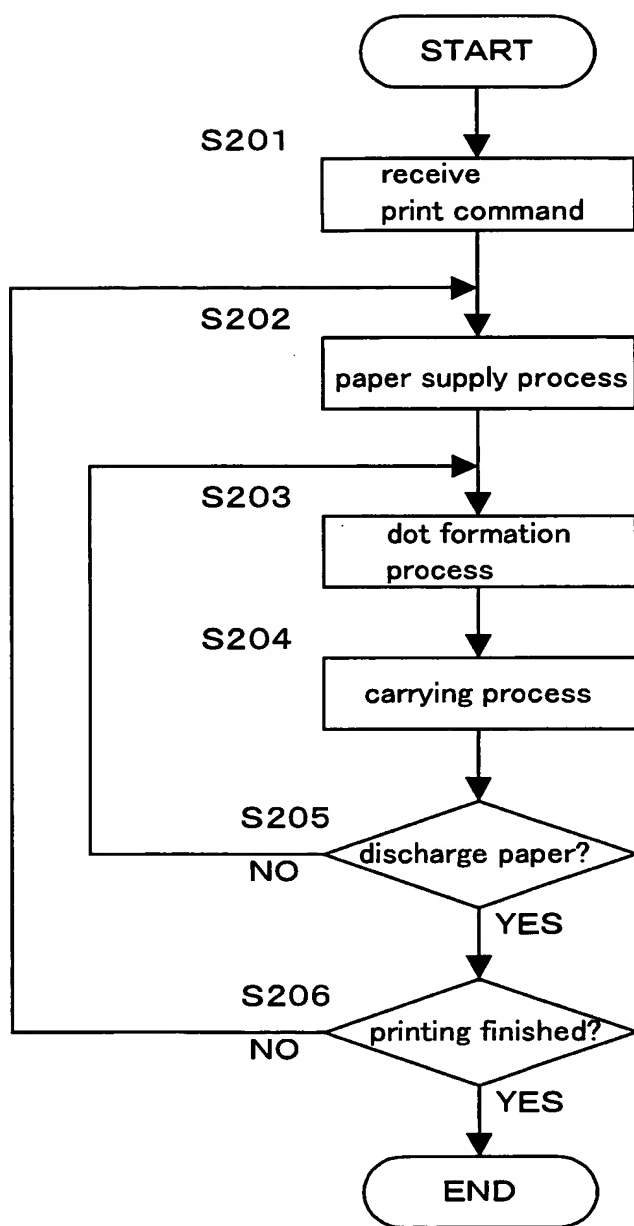 START
S201
receive
print command
S202
paper supply process
S203
dot formation
process
S204
carrying process
S205
discharge paper?
NO
YES
S206
printing finished?
NO
YES
END